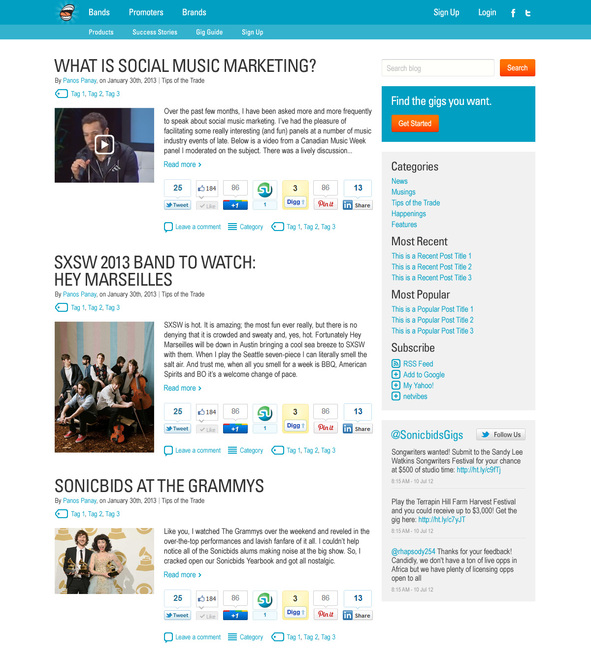 Bands Promoters Brands Sign Up Login
Products Success Stories Gig Guide Sign Up
WHAT IS SOCIAL MUSIC MARKETING?
By Panos Panay, on January 30th, 2013 | Tips of the Trade
Tag 1, Tag 2, Tag 3
Over the past few months, I have been asked more and more frequently
to speak about social music marketing. I've had the pleasure of
facilitating some really interesting (and fun) panels at a number of music
industry events of late. Below is a video from a Canadian Music Week
panel I moderated on the subject. There was a lively discussion...
Read more ›
25 184 86 1 3 86 13
Tweet Like +1 Digg Pin it in Share
Leave a comment Category Tag 1, Tag 2, Tag 3
SXSW 2013 BAND TO WATCH:
HEY MARSEILLES
By Panos Panay, on January 30th, 2013 | Tips of the Trade
Tag 1, Tag 2, Tag 3
SXSW is hot. It is amazing; the most fun ever really, but there is no
denying that it is crowded and sweaty and, yes, hot. Fortunately Hey
Marseilles will be down in Austin bringing a cool sea breeze to SXSW
with them. When I play the Seattle seven-piece I can literally smell the
salt air. And trust me, when all you smell for a week is BBQ, American
Spirits and BO it's a welcome change of pace.
Read more ›
25 184 86 1 3 86 13
Tweet Like +1 Digg Pin it in Share
Leave a comment Category Tag 1, Tag 2, Tag 3
SONICBIDS AT THE GRAMMYS
By Panos Panay, on January 30th, 2013 | Tips of the Trade
Tag 1, Tag 2, Tag 3
Like you, I watched The Grammys over the weekend and reveled in the
over-the-top performances and lavish fanfare of it all. I couldn't help
notice all of the Sonicbids alums making noise at the big show. So, I
cracked open our Sonicbids Yearbook and got all nostalgic.
Read more ›
25 184 86 1 3 86 13
Tweet Like +1 Digg Pin it in Share
Leave a comment Category Tag 1, Tag 2, Tag 3
Search blog Search
Find the gigs you want.
Get Started
Categories
News
Musings
Tips of the Trade
Happenings
Features
Most Recent
This is a Recent Post Title 1
This is a Recent Post Title 2
This is a Recent Post Title 3
Most Popular
This is a Popular Post Title 1
This is a Popular Post Title 2
This is a Popular Post Title 3
Subscribe
RSS Feed
Add to Google
My Yahoo!
netvibes
@SonicbidsGigs Follow Us
Songwriters wanted! Submit to the Sandy Lee
Watkins Songwriters Festival for your chance
at $500 of studio time: http://ht.ly/c9fTj
8:15 AM - 10 Jul 12
Play the Terrapin Hill Farm Harvest Festival
and you could receive up to $3,000! Get the
gig here: http://ht.ly/c7yJT
8:15 AM - 10 Jul 12
@rhapsody254 Thanks for your feedback!
Candidly, we don't have a ton of live opps in
Africa but we have plenty of licensing opps
open to all
8:15 AM - 10 Jul 12